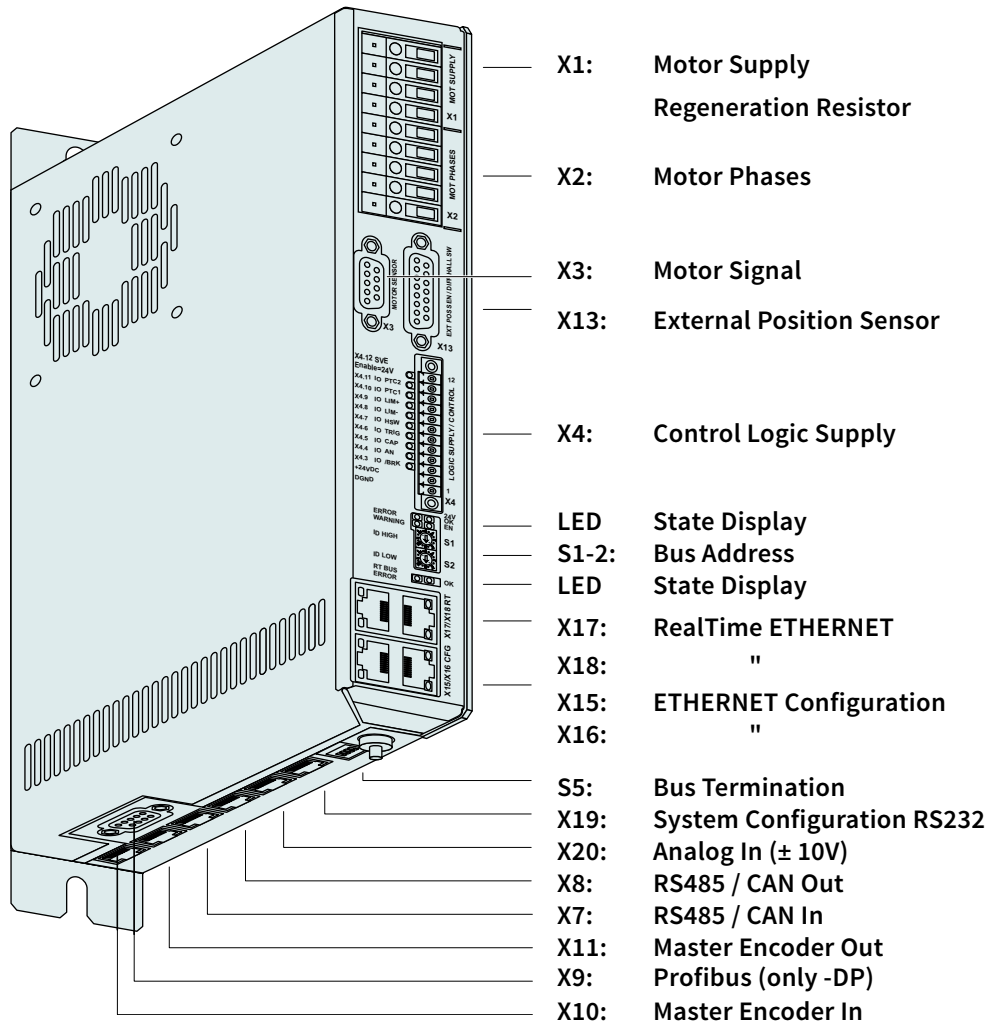 MOT SUPPLY
X1
MOT PHASES
X2
MOTOR SENSOR
X3
EXT POSSEN / DIFF HALL SW
X13
X4.12 SVE
Enable=24V
X4.11 IO PTC2
X4.10 IO PTC1
X4.9 IO LIM+
X4.8 IO LIM-
X4.7 IO HSW
X4.6 IO TRIG
X4.5 IO CAP
X4.4 IO AN
X4.3 IO /BRK
+24VDC
DGND
12
LOGIC SUPPLY / CONTROL
1
X4
ERROR
WARNING
24V
OK
EN
ID HIGH
S1
ID LOW
S2
RT BUS
ERROR
OK
X17/X18 RT
X15/X16 CFG
X1: Motor Supply
Regeneration Resistor
X2: Motor Phases
X3: Motor Signal
X13: External Position Sensor
X4: Control Logic Supply
LED State Display
S1-2: Bus Address
LED State Display
X17: RealTime ETHERNET
X18: "
X15: ETHERNET Configuration
X16: "
S5: Bus Termination
X19: System Configuration RS232
X20: Analog In (± 10V)
X8: RS485 / CAN Out
X7: RS485 / CAN In
X11: Master Encoder Out
X9: Profibus (only -DP)
X10: Master Encoder In